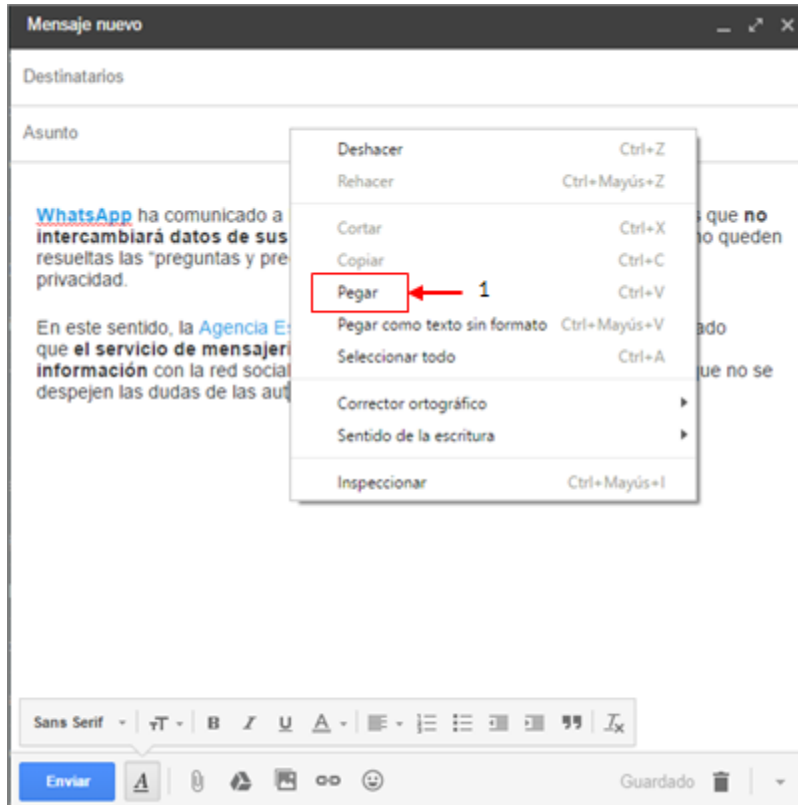 Mensaje nuevo
Destinatarios
Asunto
WhatsApp ha comunicado a
s que no
intercambiará datos de sus
no queden
resueltas las "preguntas y pre
privacidad.
En este sentido, la Agencia Es
ado
que el servicio de mensajerí
información con la red social
que no se
despejen las dudas de las aut
Deshacer Ctrl+Z
Rehacer Ctrl+Mayús+Z
Cortar Ctrl+X
Copiar Ctrl+C
Pegar 1 Ctrl+V
Pegar como texto sin formato Ctrl+Mayús+V
Seleccionar todo Ctrl+A
Corrector ortográfico
Sentido de la escritura
Inspeccionar Ctrl+Mayús+I
Sans Serif
Enviar
Guardado